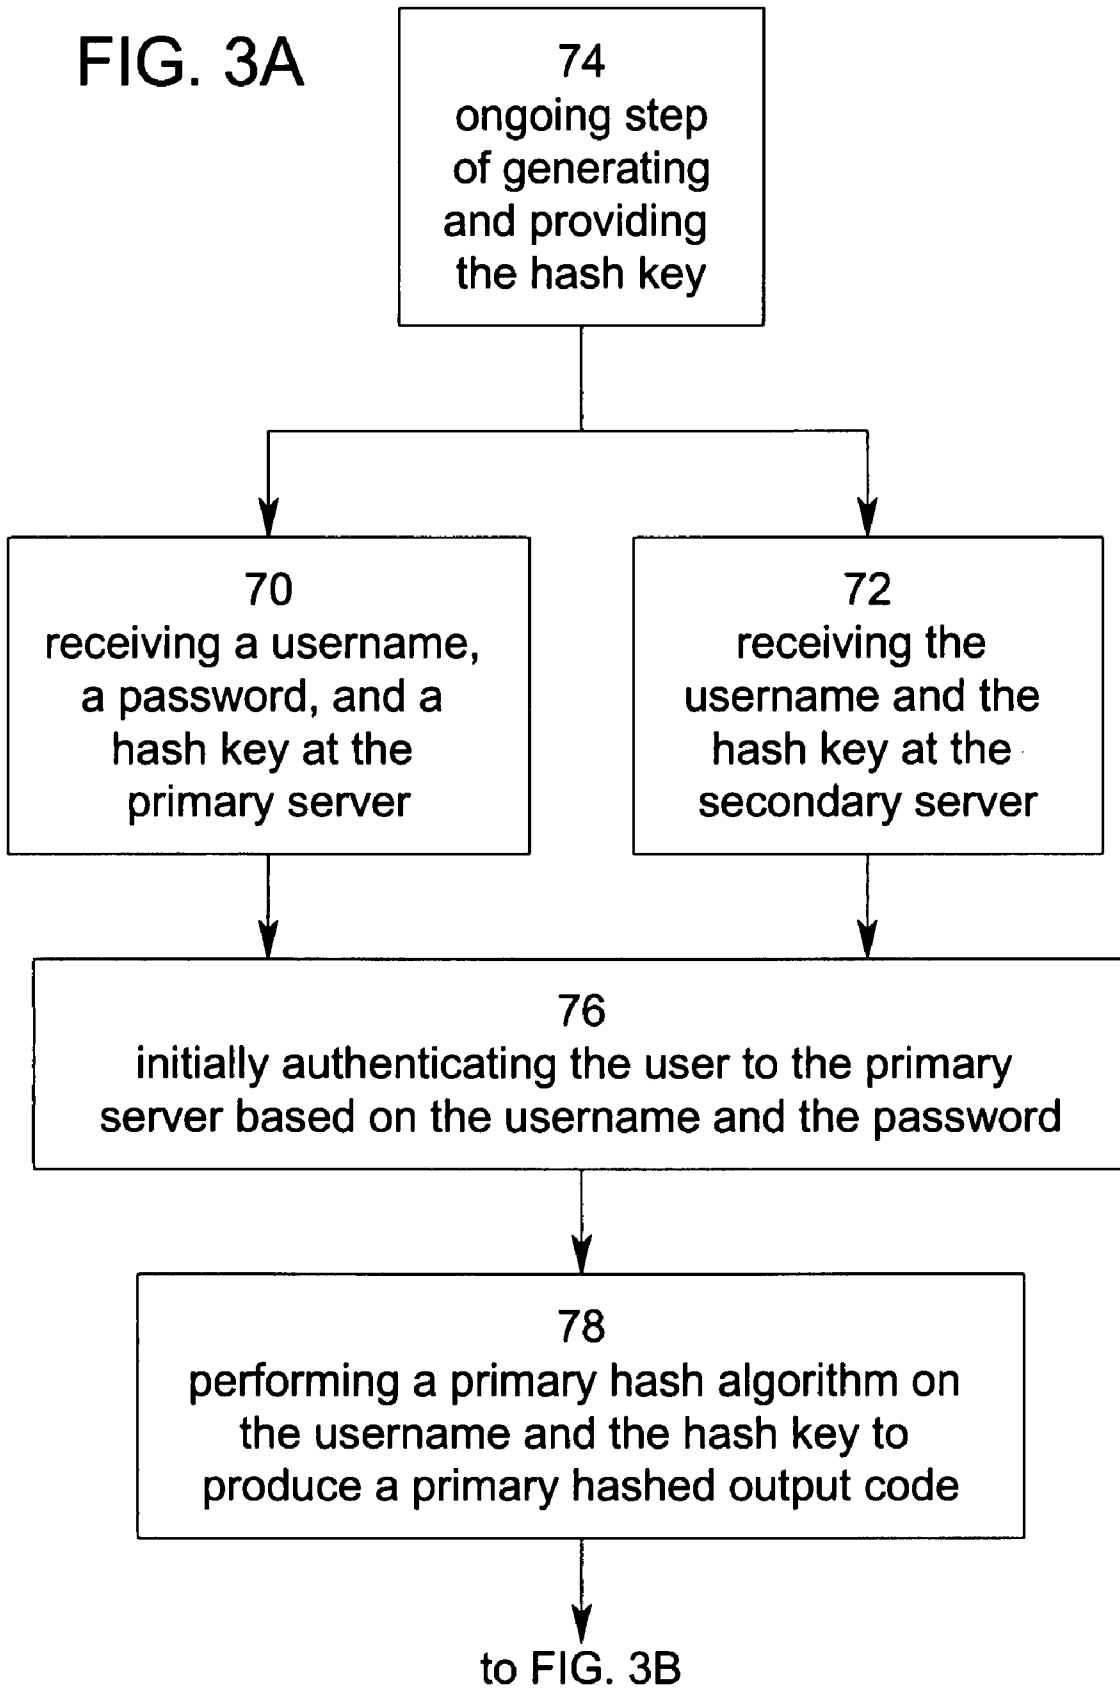 FIG. 3A
74
ongoing step
of generating
and providing
the hash key
70
receiving a username,
a password, and a
hash key at the
primary server
72
receiving the
username and the
hash key at the
secondary server
76
initially authenticating the user to the primary
server based on the username and the password
78
performing a primary hash algorithm on
the username and the hash key to
produce a primary hashed output code
to FIG. 3B